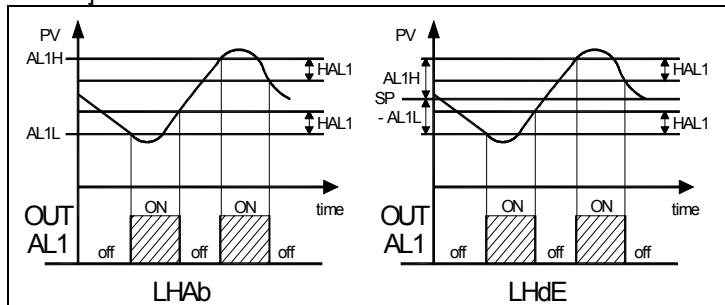 PV
AL1H
HAL1
HAL1
AL1L
time
OUT
AL1
off
ON
off
ON
off
LHAb
PV
AL1H
HAL1
SP
- AL1L
HAL1
time
OUT
AL1
off
ON
off
ON
off
LHdE